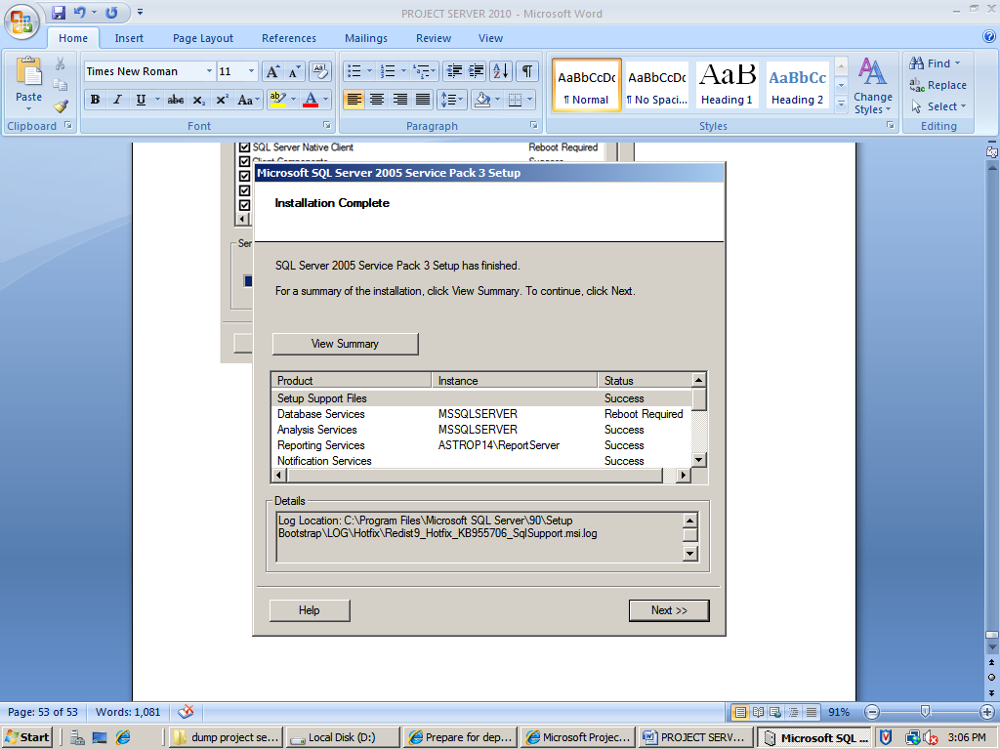 PROJECT SERVER 2010 - Microsoft Word
Home Insert Page Layout References Mailings Review View
Paste
Clipboard
Times New Roman 11
Font
Paragraph
AaBbCcDc AaBbCcDc AaB AaBbCc
¶ Normal ¶ No Spaci... Heading 1 Heading 2
Change Styles
Styles
Find
Replace
Select
Editing
SQL Server Native Client Reboot Required
Client Components Success
Ser
Microsoft SQL Server 2005 Service Pack 3 Setup
Installation Complete
SQL Server 2005 Service Pack 3 Setup has finished.
For a summary of the installation, click View Summary. To continue, click Next.
View Summary
Product Instance Status
Setup Support Files Success
Database Services MSSQLSERVER Reboot Required
Analysis Services MSSQLSERVER Success
Reporting Services ASTROP14\ReportServer Success
Notification Services Success
Details
Log Location: C:\Program Files\Microsoft SQL Server\90\Setup
Bootstrap\LOG\Hotfix\Redist9_Hotfix_KB955706_SqlSupport.msi.log
Help Next >>
Page: 53 of 53 Words: 1,081 91%
Start dump project se... Local Disk (D:) Prepare for dep... Microsoft Projec... PROJECT SERV... Microsoft SQL ... 3:06 PM